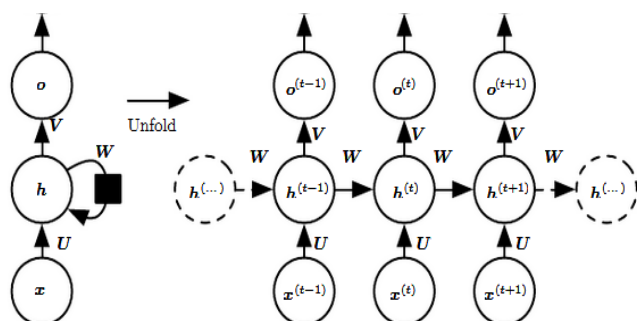 o o^(t−1) o^(t) o^(t+1)
Unfold
V V V V
W W W W W
h h^(...) h^(t−1) h^(t) h^(t+1) h^(...)
U U U U
x x^(t−1) x^(t) x^(t+1)